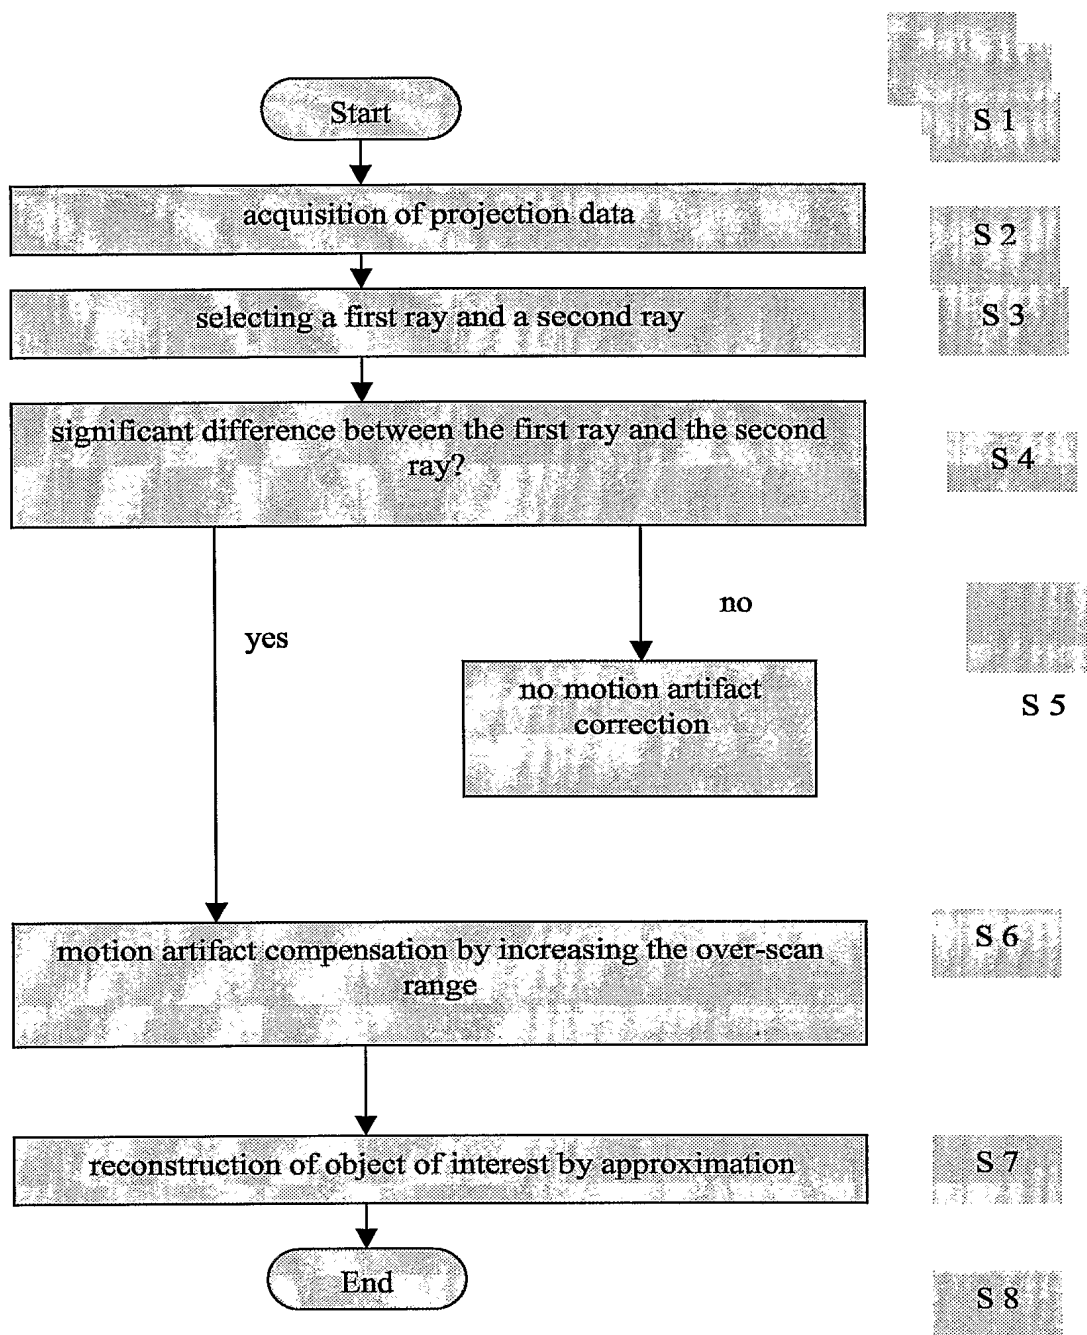 Start
S 1
acquisition of projection data
S 2
selecting a first ray and a second ray
S 3
significant difference between the first ray and the second
ray?
S 4
yes
no
no motion artifact
correction
S 5
motion artifact compensation by increasing the over-scan
range
S 6
reconstruction of object of interest by approximation
S 7
End
S 8